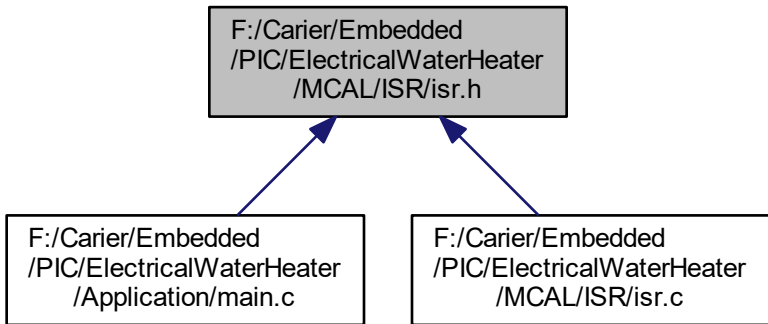 F:/Carier/Embedded
/PIC/ElectricalWaterHeater
/MCAL/ISR/isr.h
F:/Carier/Embedded
/PIC/ElectricalWaterHeater
/Application/main.c
F:/Carier/Embedded
/PIC/ElectricalWaterHeater
/MCAL/ISR/isr.c